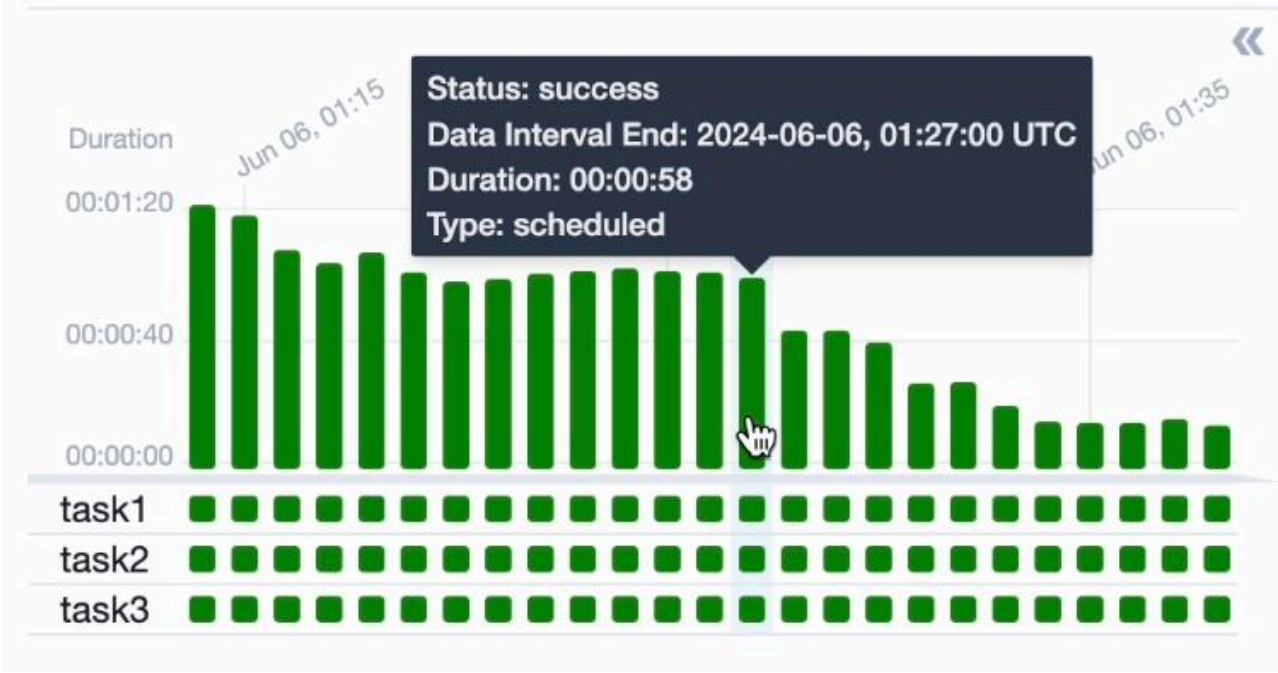 «
Jun 06, 01:15
Status: success
Data Interval End: 2024-06-06, 01:27:00 UTC
Duration: 00:00:58
Type: scheduled
un 06, 01:35
Duration
00:01:20
00:00:40
00:00:00
task1
task2
task3